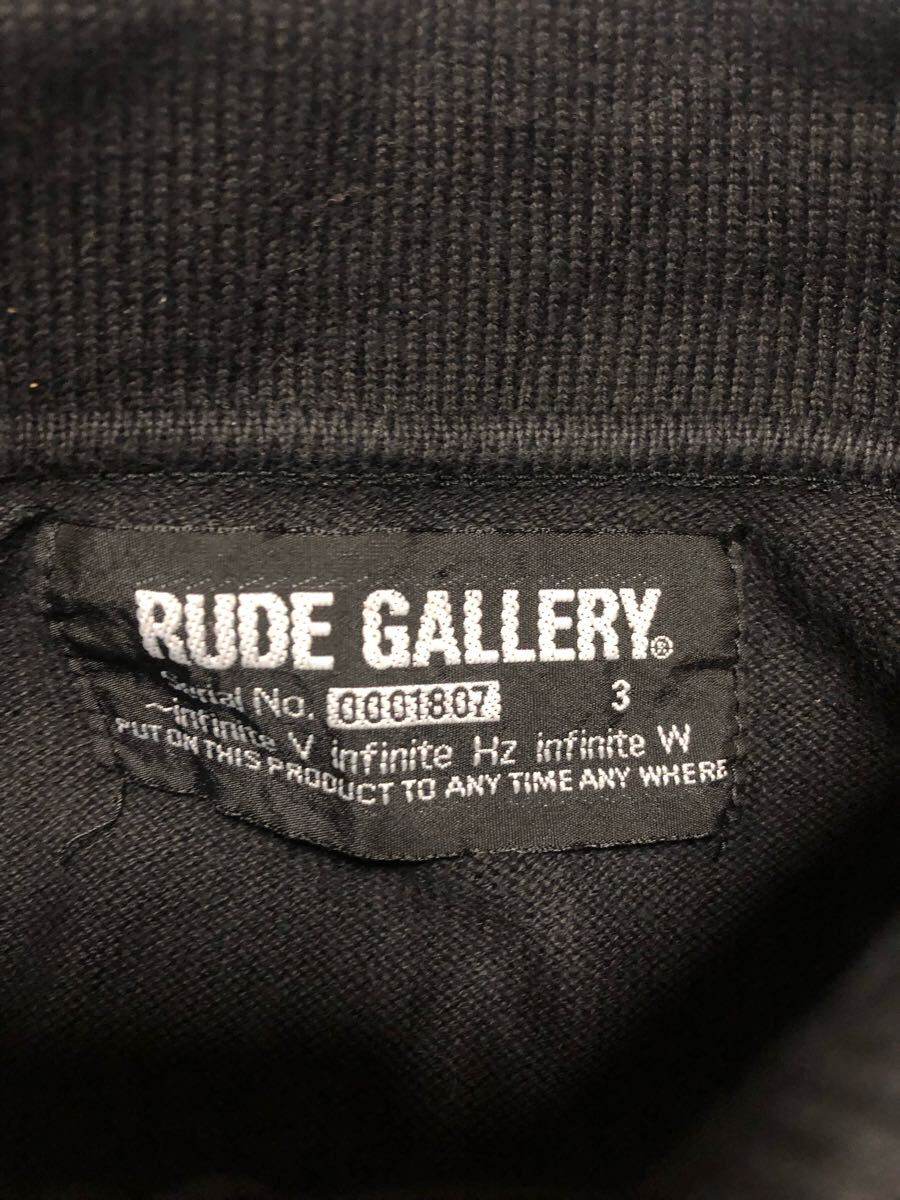 RUDE GALLERY®
Serial No. 0001807 3
~infinite V infinite Hz infinite W
PUT ON THIS PRODUCT TO ANY TIME ANY WHERE